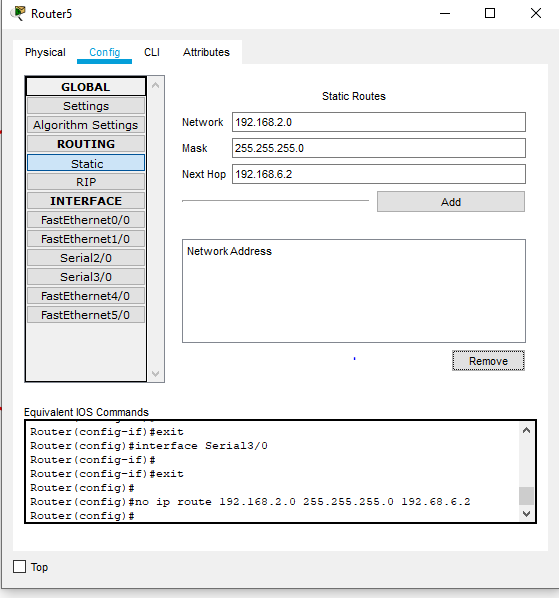 Router5
Physical Config CLI Attributes
GLOBAL
Settings
Algorithm Settings
ROUTING
Static
RIP
INTERFACE
FastEthernet0/0
FastEthernet1/0
Serial2/0
Serial3/0
FastEthernet4/0
FastEthernet5/0
Static Routes
Network 192.168.2.0
Mask 255.255.255.0
Next Hop 192.168.6.2
Add
Network Address
Remove
Equivalent IOS Commands
Router(config-if)#exit
Router(config)#interface Serial3/0
Router(config-if)#
Router(config-if)#exit
Router(config)#
Router(config)#no ip route 192.168.2.0 255.255.255.0 192.68.6.2
Router(config)#
Top